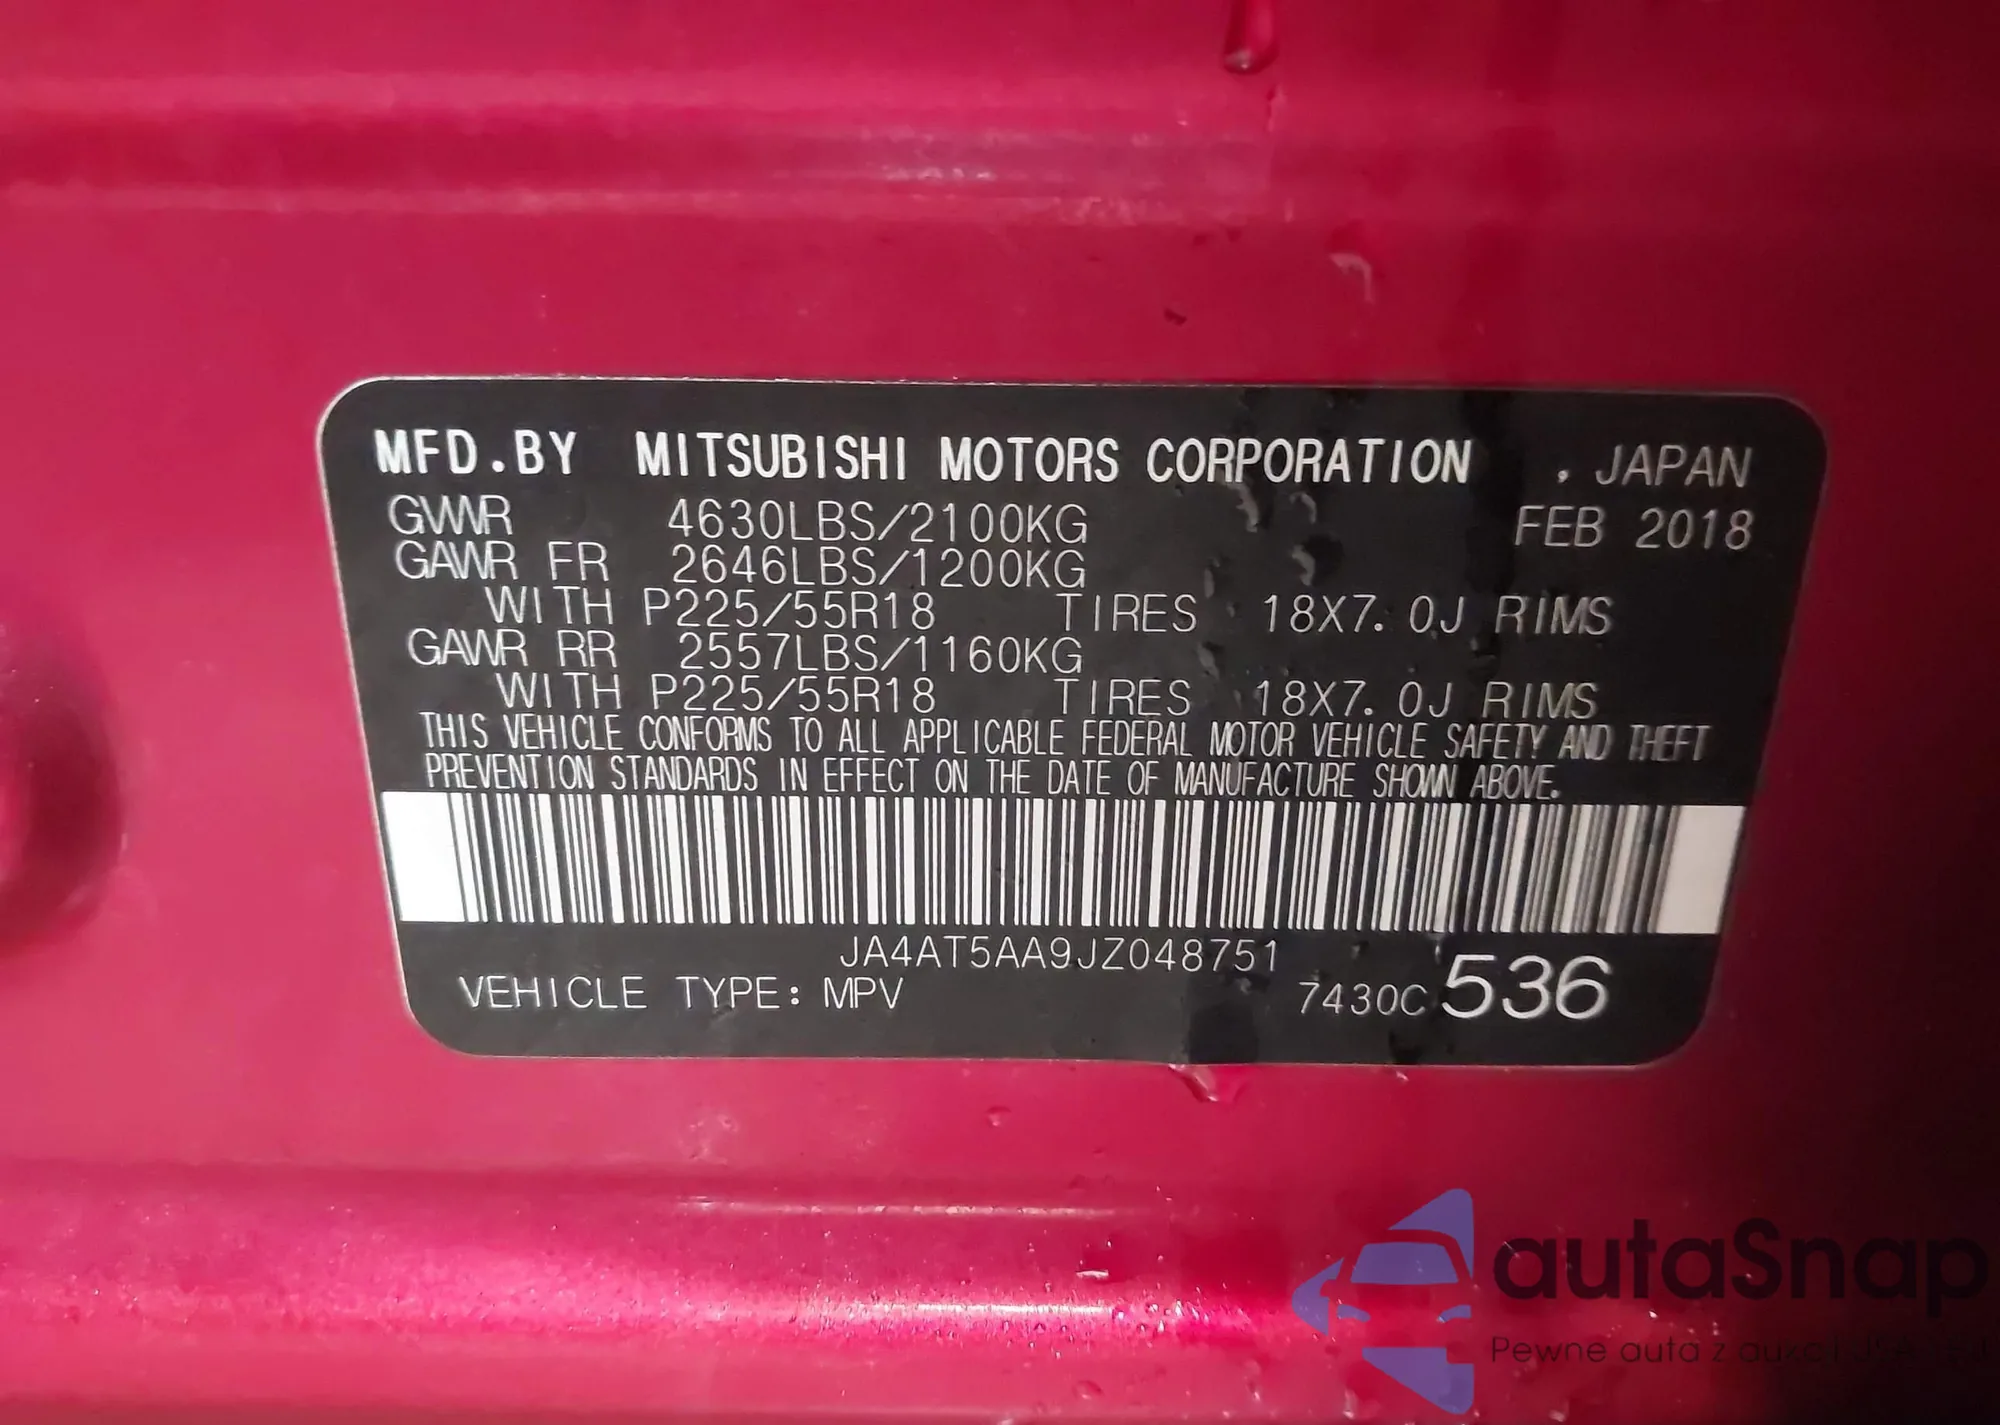 MFD.BY MITSUBISHI MOTORS CORPORATION , JAPAN
GVWR 4630LBS/2100KG FEB 2018
GAWR FR 2646LBS/1200KG
WITH P225/55R18 TIRES 18X7.0J RIMS
GAWR RR 2557LBS/1160KG
WITH P225/55R18 TIRES 18X7.0J RIMS
THIS VEHICLE CONFORMS TO ALL APPLICABLE FEDERAL MOTOR VEHICLE SAFETY AND THEFT
PREVENTION STANDARDS IN EFFECT ON THE DATE OF MANUFACTURE SHOWN ABOVE.
JA4AT5AA9JZ048751
VEHICLE TYPE: MPV 7430C 536
autaSnap
Pewne auta z